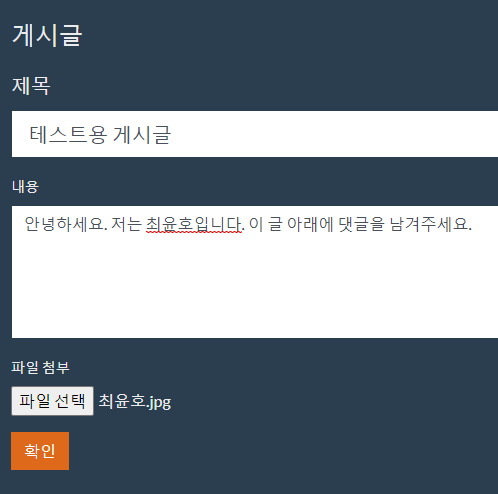 게시글
제목
테스트용 게시글
내용
안녕하세요. 저는 최윤호입니다. 이 글 아래에 댓글을 남겨주세요.
파일 첨부
파일 선택 최윤호.jpg
확인